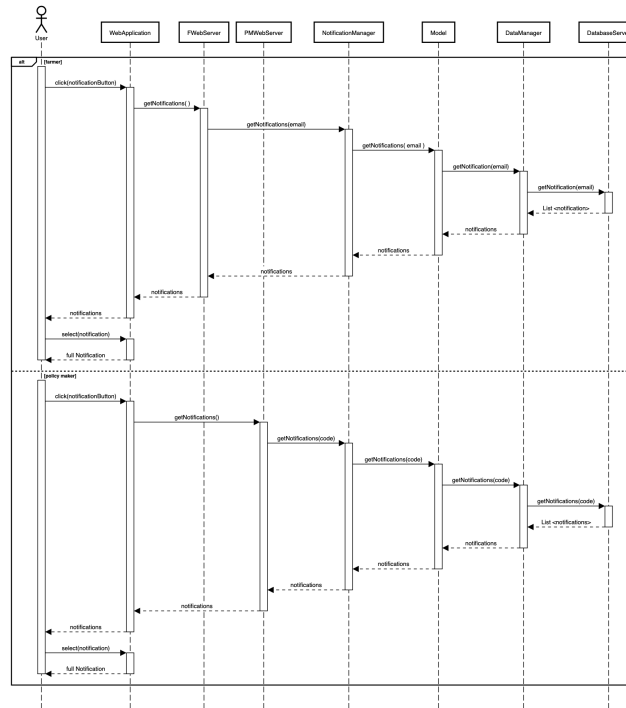 User
WebApplication
FWebServer
PMWebServer
NotificationManager
Model
DataManager
DatabaseServe
alt
[farmer]
click(notificationButton)
getNotifications( )
getNotifications(email)
getNotifications( email )
getNotification(email)
getNotification(email)
List <notification>
notifications
notifications
notifications
notifications
notifications
select(notification)
full Notification
[policy maker]
click(notificationButton)
getNotifications()
getNotifications(code)
getNotifications(code)
getNotifications(code)
getNotifications(code)
List <notifications>
notifications
notifications
notifications
notifications
notifications
select(notification)
full Notification